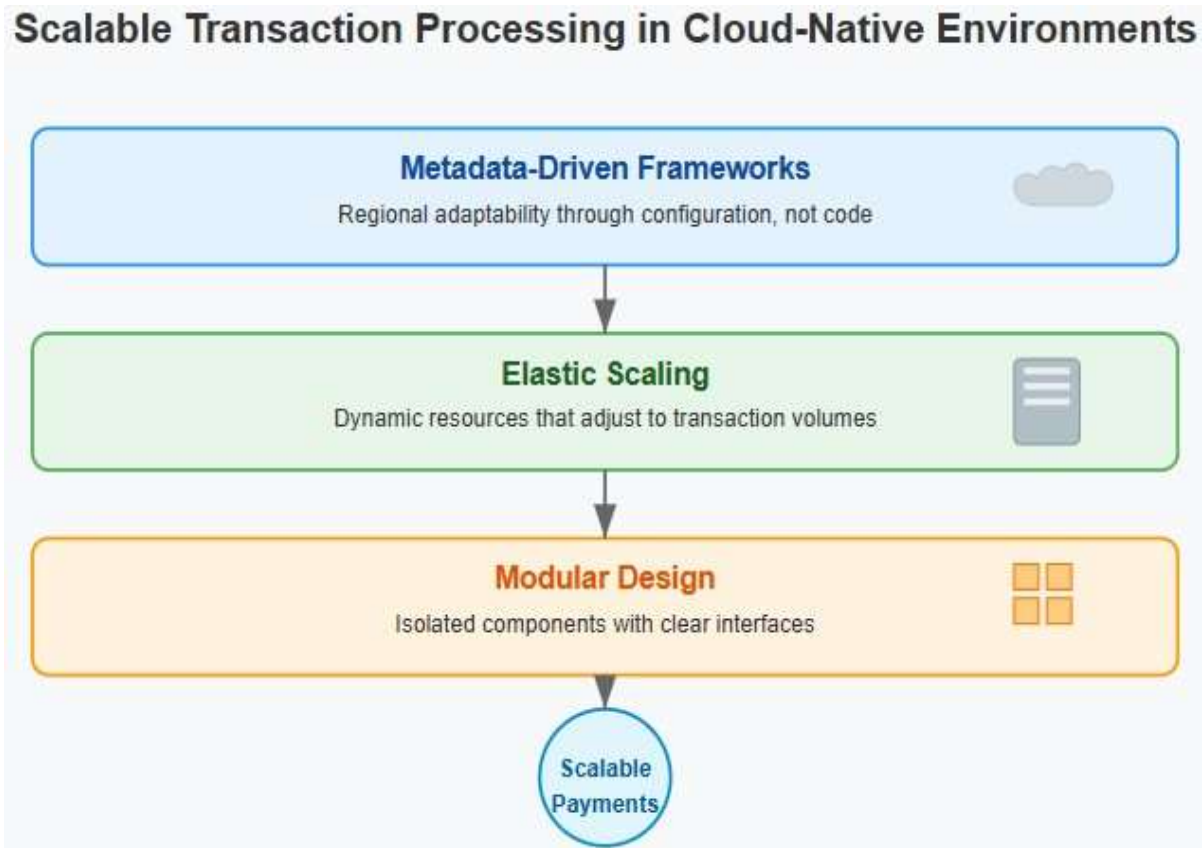 Scalable Transaction Processing in Cloud-Native Environments
Metadata-Driven Frameworks
Regional adaptability through configuration, not code
Elastic Scaling
Dynamic resources that adjust to transaction volumes
Modular Design
Isolated components with clear interfaces
Scalable
Payments